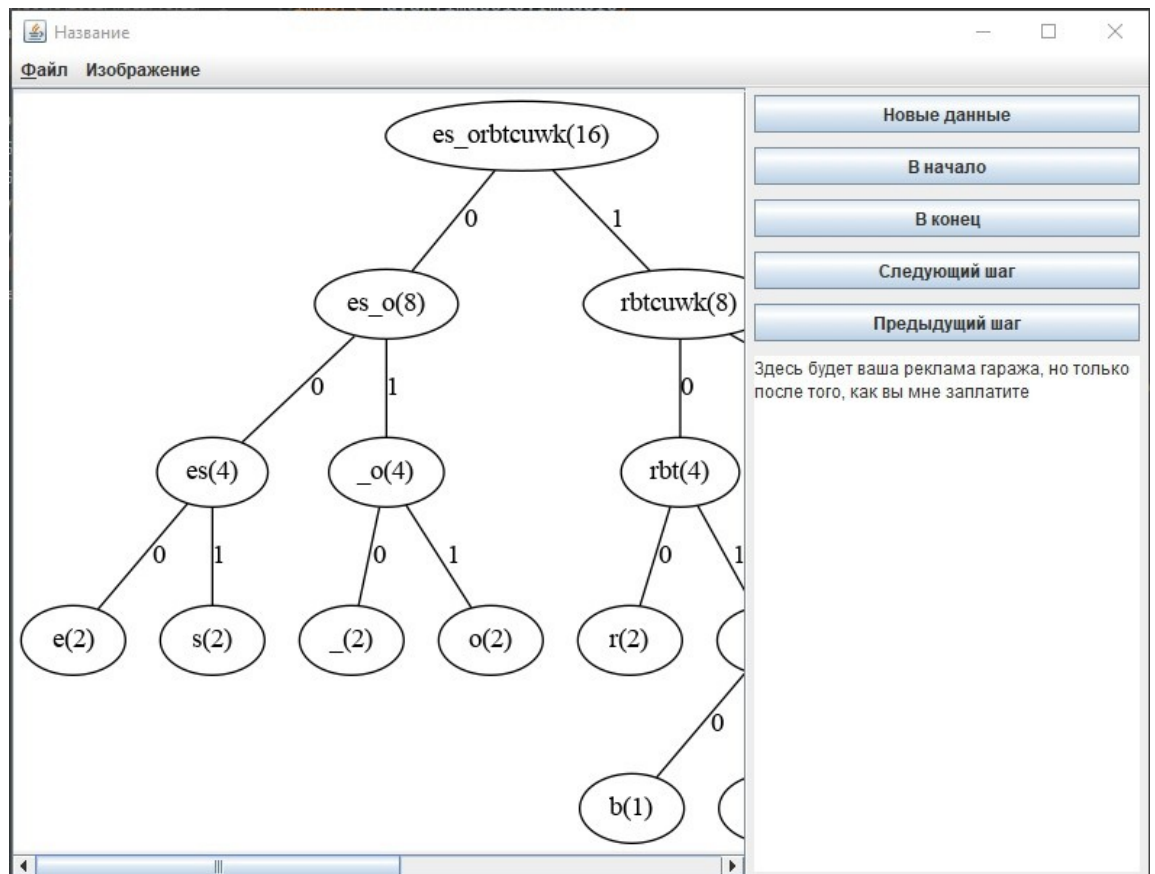 Название
Файл Изображение
es_orbtcuwk(16)
0 1
es_o(8) rbtcuwk(8)
0 1 0
es(4) _o(4) rbt(4)
0 1 0 1 0 1
e(2) s(2) _(2) o(2) r(2)
0
b(1)
Новые данные
В начало
В конец
Следующий шаг
Предыдущий шаг
Здесь будет ваша реклама гаража, но только
после того, как вы мне заплатите